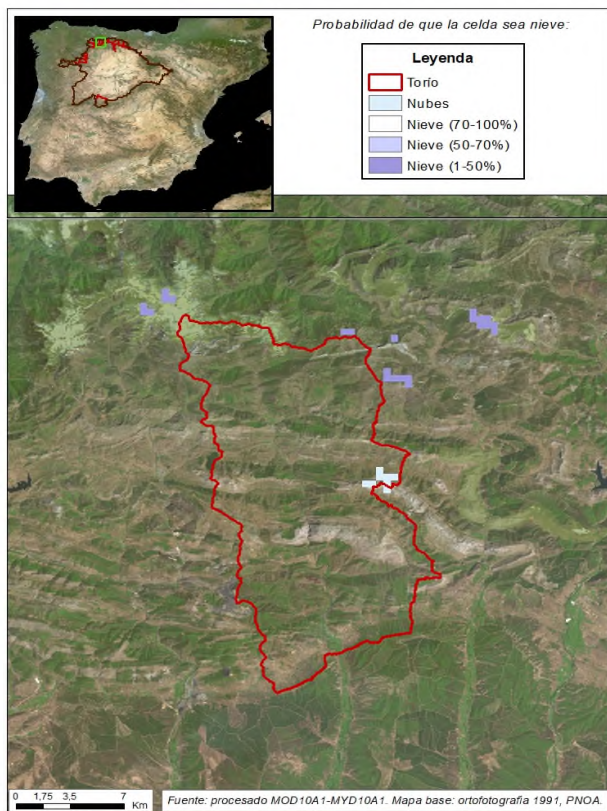 Probabilidad de que la celda sea nieve:
Leyenda
Torío
Nubes
Nieve (70-100%)
Nieve (50-70%)
Nieve (1-50%)
0 1,75 3,5 7
Km
Fuente: procesado MOD10A1-MYD10A1. Mapa base: ortofotografía 1991, PNOA.